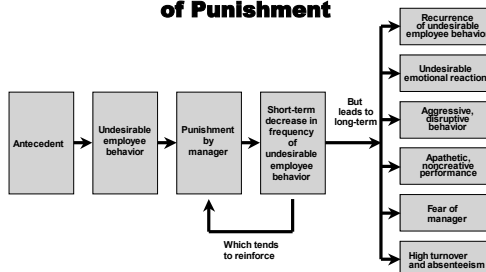 of Punishment
Antecedent
Undesirable
employee
behavior
Punishment
by
manager
Short-term
decrease in
frequency
of
undesirable
employee
behavior
Which tends
to reinforce
But
leads to
long-term
Recurrence
of undesirable
employee behavior
Undesirable
emotional reaction
Aggressive,
disruptive
behavior
Apathetic,
noncreative
performance
Fear of
manager
High turnover
and absenteeism